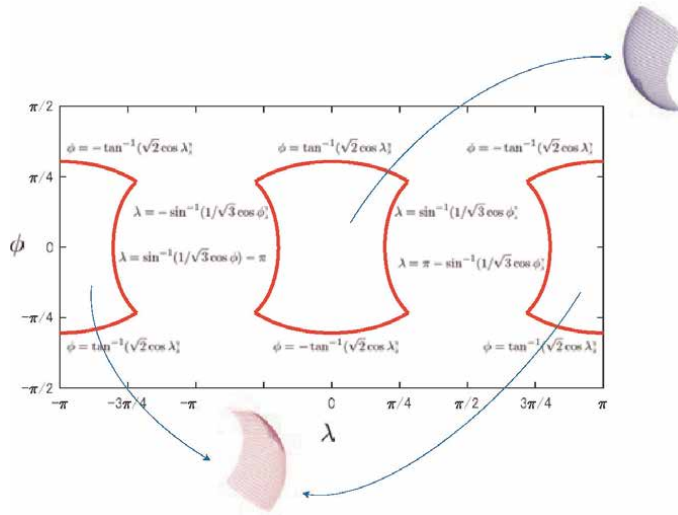 π/2
φ = −tan⁻¹(√2 cos λ) φ = tan⁻¹(√2 cos λ) φ = −tan⁻¹(√2 cos λ)
π/4
λ = −sin⁻¹(1/√3 cos φ) λ = sin⁻¹(1/√3 cos φ)
φ 0
λ = sin⁻¹(1/√3 cos φ) − π λ = π − sin⁻¹(1/√3 cos φ)
−π/4
φ = tan⁻¹(√2 cos λ) φ = −tan⁻¹(√2 cos λ) φ = tan⁻¹(√2 cos λ)
−π/2
−π −3π/4 −π 0 π/4 π/2 3π/4 π
λ